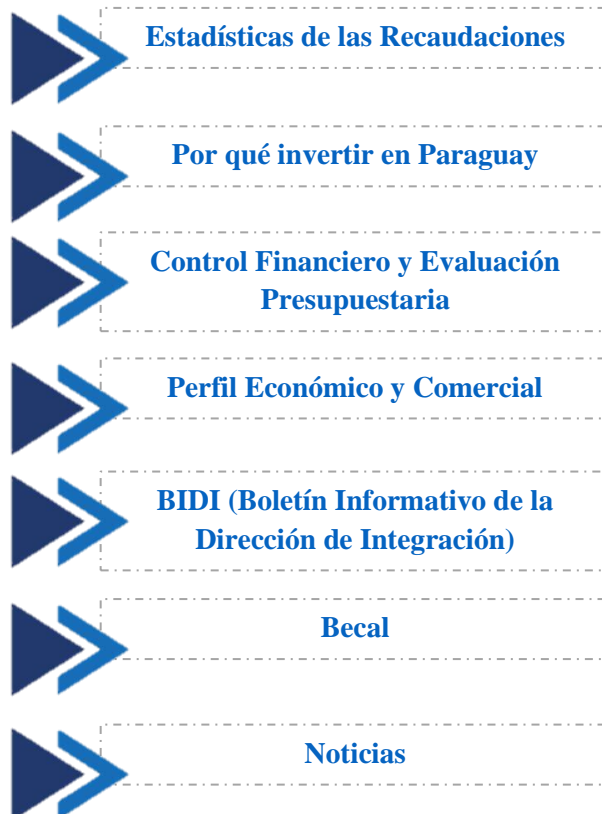 Estadísticas de las Recaudaciones
Por qué invertir en Paraguay
Control Financiero y Evaluación
Presupuestaria
Perfil Económico y Comercial
BIDI (Boletín Informativo de la
Dirección de Integración)
Becal
Noticias